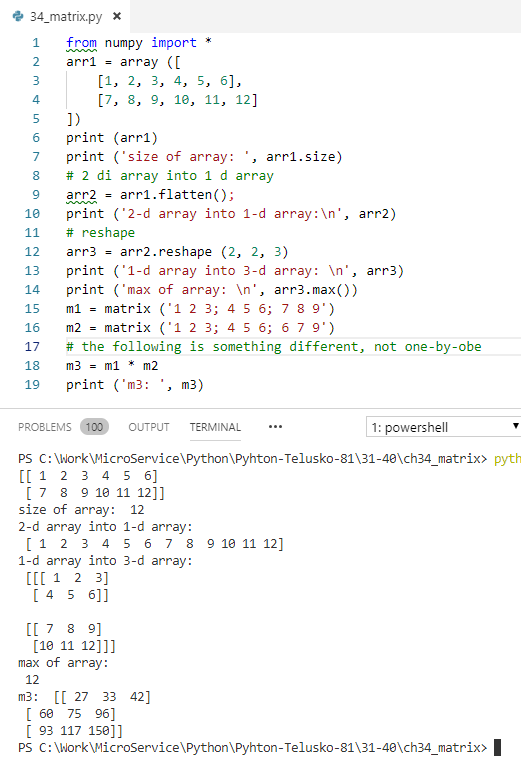 34_matrix.py ×
1 from numpy import *
2 arr1 = array ([
3     [1, 2, 3, 4, 5, 6],
4     [7, 8, 9, 10, 11, 12]
5 ])
6 print (arr1)
7 print ('size of array: ', arr1.size)
8 # 2 di array into 1 d array
9 arr2 = arr1.flatten();
10 print ('2-d array into 1-d array:\n', arr2)
11 # reshape
12 arr3 = arr2.reshape (2, 2, 3)
13 print ('1-d array into 3-d array: \n', arr3)
14 print ('max of array: \n', arr3.max())
15 m1 = matrix ('1 2 3; 4 5 6; 7 8 9')
16 m2 = matrix ('1 2 3; 4 5 6; 6 7 9')
17 # the following is something different, not one-by-obe
18 m3 = m1 * m2
19 print ('m3: ', m3)
PROBLEMS 100 OUTPUT TERMINAL ••• 1: powershell
PS C:\Work\MicroService\Python\Pyhton-Telusko-81\31-40\ch34_matrix> pyth
[[ 1  2  3  4  5  6]
 [ 7  8  9 10 11 12]]
size of array:  12
2-d array into 1-d array:
 [ 1  2  3  4  5  6  7  8  9 10 11 12]
1-d array into 3-d array:
 [[[ 1  2  3]
  [ 4  5  6]]
 [[ 7  8  9]
  [10 11 12]]]
max of array:
 12
m3:  [[ 27  33  42]
 [ 60  75  96]
 [ 93 117 150]]
PS C:\Work\MicroService\Python\Pyhton-Telusko-81\31-40\ch34_matrix>